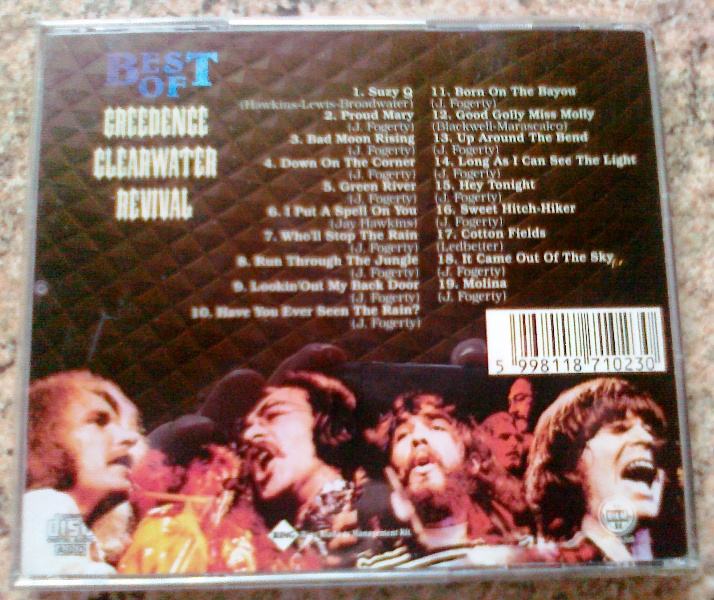 BEST
OF
CREEDENCE
CLEARWATER
REVIVAL
1. Suzy Q
(Hawkins-Lewis-Broadwater)
2. Proud Mary
(J. Fogerty)
3. Bad Moon Rising
(J. Fogerty)
4. Down On The Corner
(J. Fogerty)
5. Green River
(J. Fogerty)
6. I Put A Spell On You
(Jay Hawkins)
7. Who'll Stop The Rain
(J. Fogerty)
8. Run Through The Jungle
(J. Fogerty)
9. Lookin'Out My Back Door
(J. Fogerty)
10. Have You Ever Seen The Rain?
(J. Fogerty)
11. Born On The Bayou
(J. Fogerty)
12. Good Golly Miss Molly
(Blackwell-Marascalco)
13. Up Around The Bend
(J. Fogerty)
14. Long As I Can See The Light
(J. Fogerty)
15. Hey Tonight
(J. Fogerty)
16. Sweet Hitch-Hiker
(J. Fogerty)
17. Cotton Fields
(Ledbetter)
18. It Came Out Of The Sky
(J. Fogerty)
19. Molina
(J. Fogerty)
5 998118 710230
DISC
Management Kft.